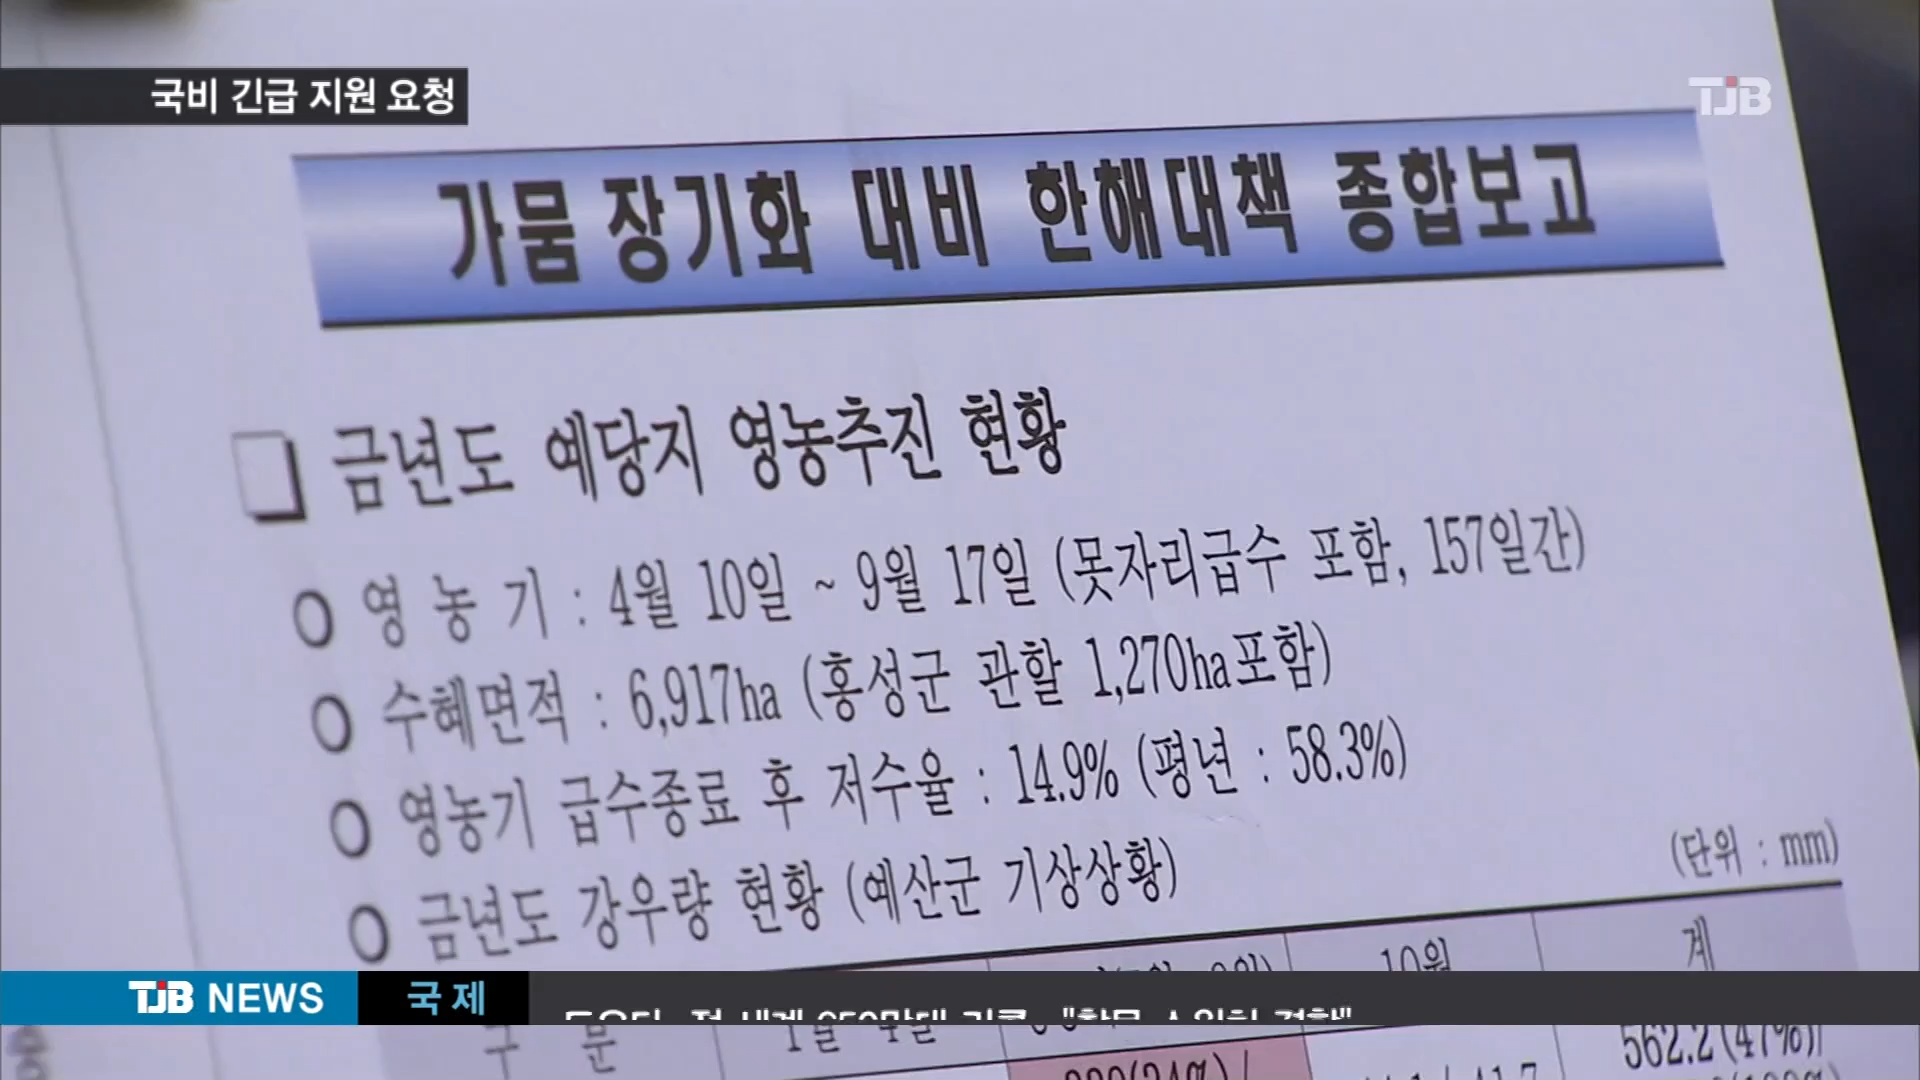 국비 긴급 지원 요청
TJB
가뭄 장기화 대비 한해대책 종합보고
❏ 금년도 예당지 영농추진 현황
O 영 농 기 : 4월 10일 ~ 9월 17일 (못자리급수 포함, 157일간)
O 수혜면적 : 6,917ha (홍성군 관할 1,270ha포함)
O 영농기 급수종료 후 저수율 : 14.9% (평년 : 58.3%)
O 금년도 강우량 현황 (예산군 기상상황)
(단위 : mm)
10월 계
TJB NEWS 국제
562.2(47%)/